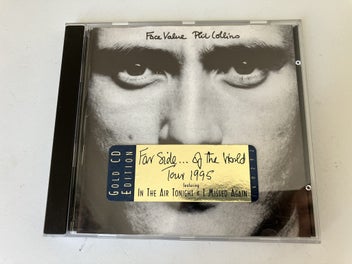 Face Value Phil Collins
GOLD CD
EDITION
Far Side... of the World
Tour 1995
featuring
IN THE AIR TONIGHT & I MISSED AGAIN